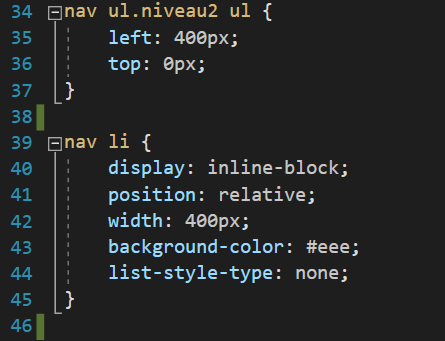 34 nav ul.niveau2 ul {
35 left: 400px;
36 top: 0px;
37 }
38
39 nav li {
40 display: inline-block;
41 position: relative;
42 width: 400px;
43 background-color: #eee;
44 list-style-type: none;
45 }
46